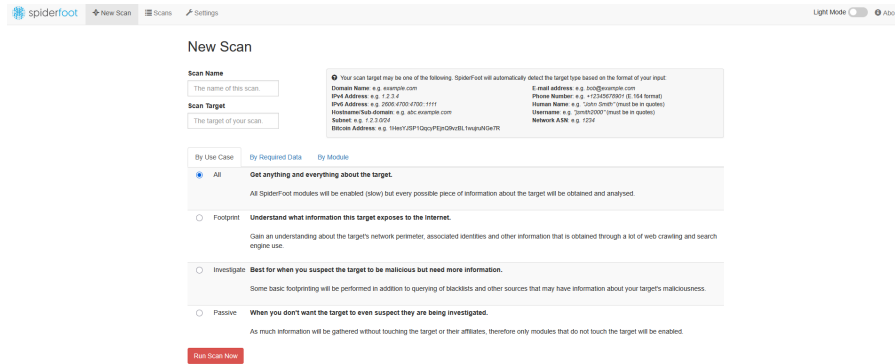 spiderfoot New Scan Scans Settings Light Mode Abo
New Scan
Scan Name
The name of this scan.
Scan Target
The target of your scan.
Your scan target may be one of the following. SpiderFoot will automatically detect the target type based on the format of your input:
Domain Name: e.g. example.com
IPv4 Address: e.g. 1.2.3.4
IPv6 Address: e.g. 2606:4700:4700::1111
Hostname/Sub-domain: e.g. abc.example.com
Subnet: e.g. 1.2.3.0/24
Bitcoin Address: e.g. 1HesYJSP1QqcyPEjnQ9vzBL1wujruNGe7R
E-mail address: e.g. bob@example.com
Phone Number: e.g. +12345678901 (E.164 format)
Human Name: e.g. "John Smith" (must be in quotes)
Username: e.g. "jsmith2000" (must be in quotes)
Network ASN: e.g. 1234
By Use Case By Required Data By Module
All Get anything and everything about the target.
All SpiderFoot modules will be enabled (slow) but every possible piece of information about the target will be obtained and analysed.
Footprint Understand what information this target exposes to the Internet.
Gain an understanding about the target's network perimeter, associated identities and other information that is obtained through a lot of web crawling and search
engine use.
Investigate Best for when you suspect the target to be malicious but need more information.
Some basic footprinting will be performed in addition to querying of blacklists and other sources that may have information about your target's maliciousness.
Passive When you don't want the target to even suspect they are being investigated.
As much information will be gathered without touching the target or their affiliates, therefore only modules that do not touch the target will be enabled.
Run Scan Now